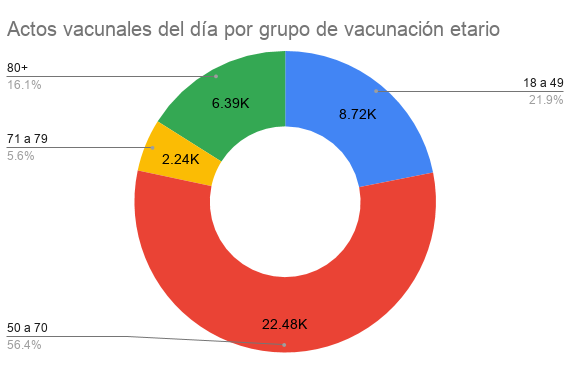 Actos vacunales del día por grupo de vacunación etario
80+
16.1%
18 a 49
21.9%
6.39K
8.72K
71 a 79
5.6%
2.24K
22.48K
50 a 70
56.4%